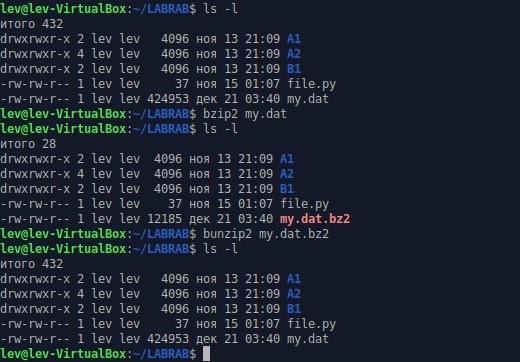 lev@lev-VirtualBox:~/LABRAB$ ls -l
итого 432
drwxrwxr-x 2 lev lev   4096 ноя 13 21:09 A1
drwxrwxr-x 4 lev lev   4096 ноя 13 21:09 A2
drwxrwxr-x 2 lev lev   4096 ноя 13 21:09 B1
-rw-rw-r-- 1 lev lev     37 ноя 15 01:07 file.py
-rw-rw-r-- 1 lev lev 424953 дек 21 03:40 my.dat
lev@lev-VirtualBox:~/LABRAB$ bzip2 my.dat
lev@lev-VirtualBox:~/LABRAB$ ls -l
итого 28
drwxrwxr-x 2 lev lev  4096 ноя 13 21:09 A1
drwxrwxr-x 4 lev lev  4096 ноя 13 21:09 A2
drwxrwxr-x 2 lev lev  4096 ноя 13 21:09 B1
-rw-rw-r-- 1 lev lev    37 ноя 15 01:07 file.py
-rw-rw-r-- 1 lev lev 12185 дек 21 03:40 my.dat.bz2
lev@lev-VirtualBox:~/LABRAB$ bunzip2 my.dat.bz2
lev@lev-VirtualBox:~/LABRAB$ ls -l
итого 432
drwxrwxr-x 2 lev lev   4096 ноя 13 21:09 A1
drwxrwxr-x 4 lev lev   4096 ноя 13 21:09 A2
drwxrwxr-x 2 lev lev   4096 ноя 13 21:09 B1
-rw-rw-r-- 1 lev lev     37 ноя 15 01:07 file.py
-rw-rw-r-- 1 lev lev 424953 дек 21 03:40 my.dat
lev@lev-VirtualBox:~/LABRAB$